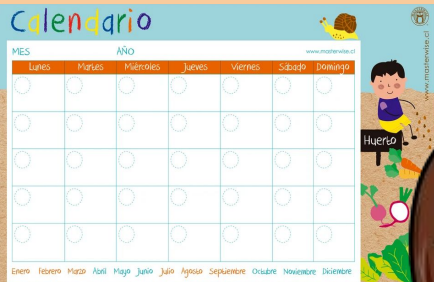 Calendario
MES AÑO www.masterwise.cl
Lunes Martes Miércoles Jueves Viernes Sábado Domingo
www.masterwise.cl
Huerto
Enero Febrero Marzo Abril Mayo Junio Julio Agosto Septiembre Octubre Noviembre Diciembre